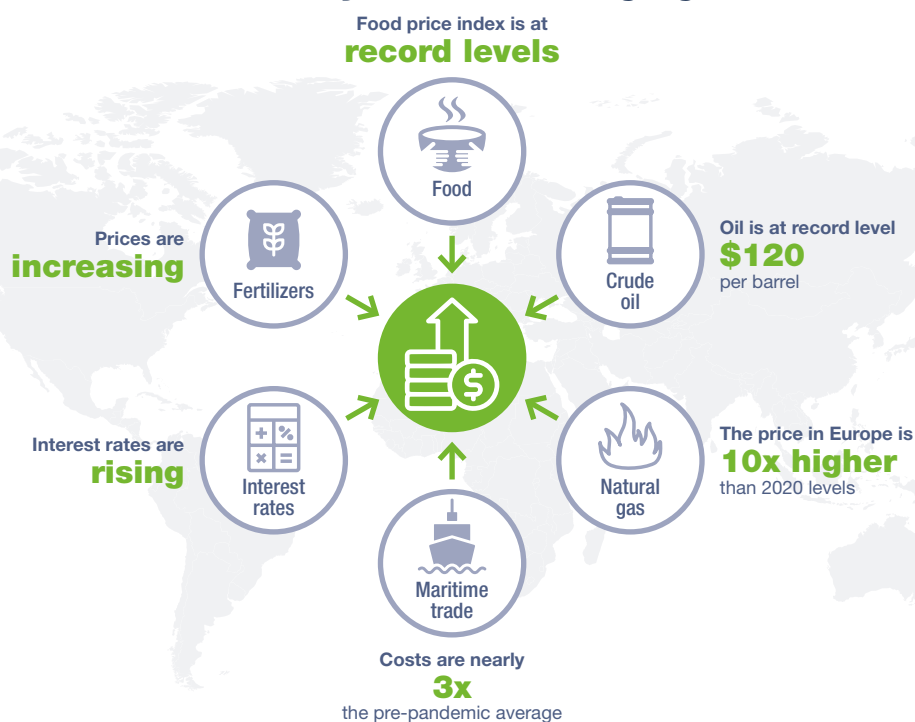 Food price index is at
record levels
Food
Prices are
increasing
Fertilizers
Crude
oil
Oil is at record level
$120
per barrel
Interest rates are
rising
Interest
rates
Natural
gas
The price in Europe is
10x higher
than 2020 levels
Maritime
trade
Costs are nearly
3x
the pre-pandemic average